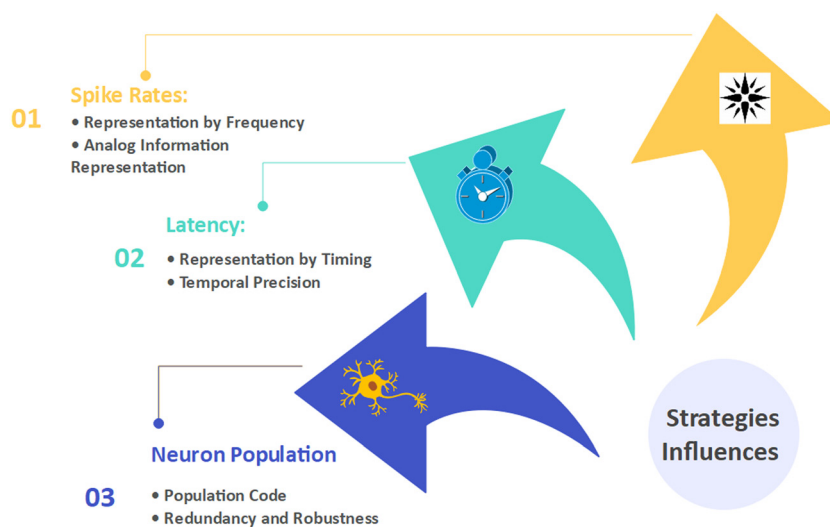 01
Spike Rates:
• Representation by Frequency
• Analog Information
Representation
02
Latency:
• Representation by Timing
• Temporal Precision
03
Neuron Population
• Population Code
• Redundancy and Robustness
Strategies
Influences